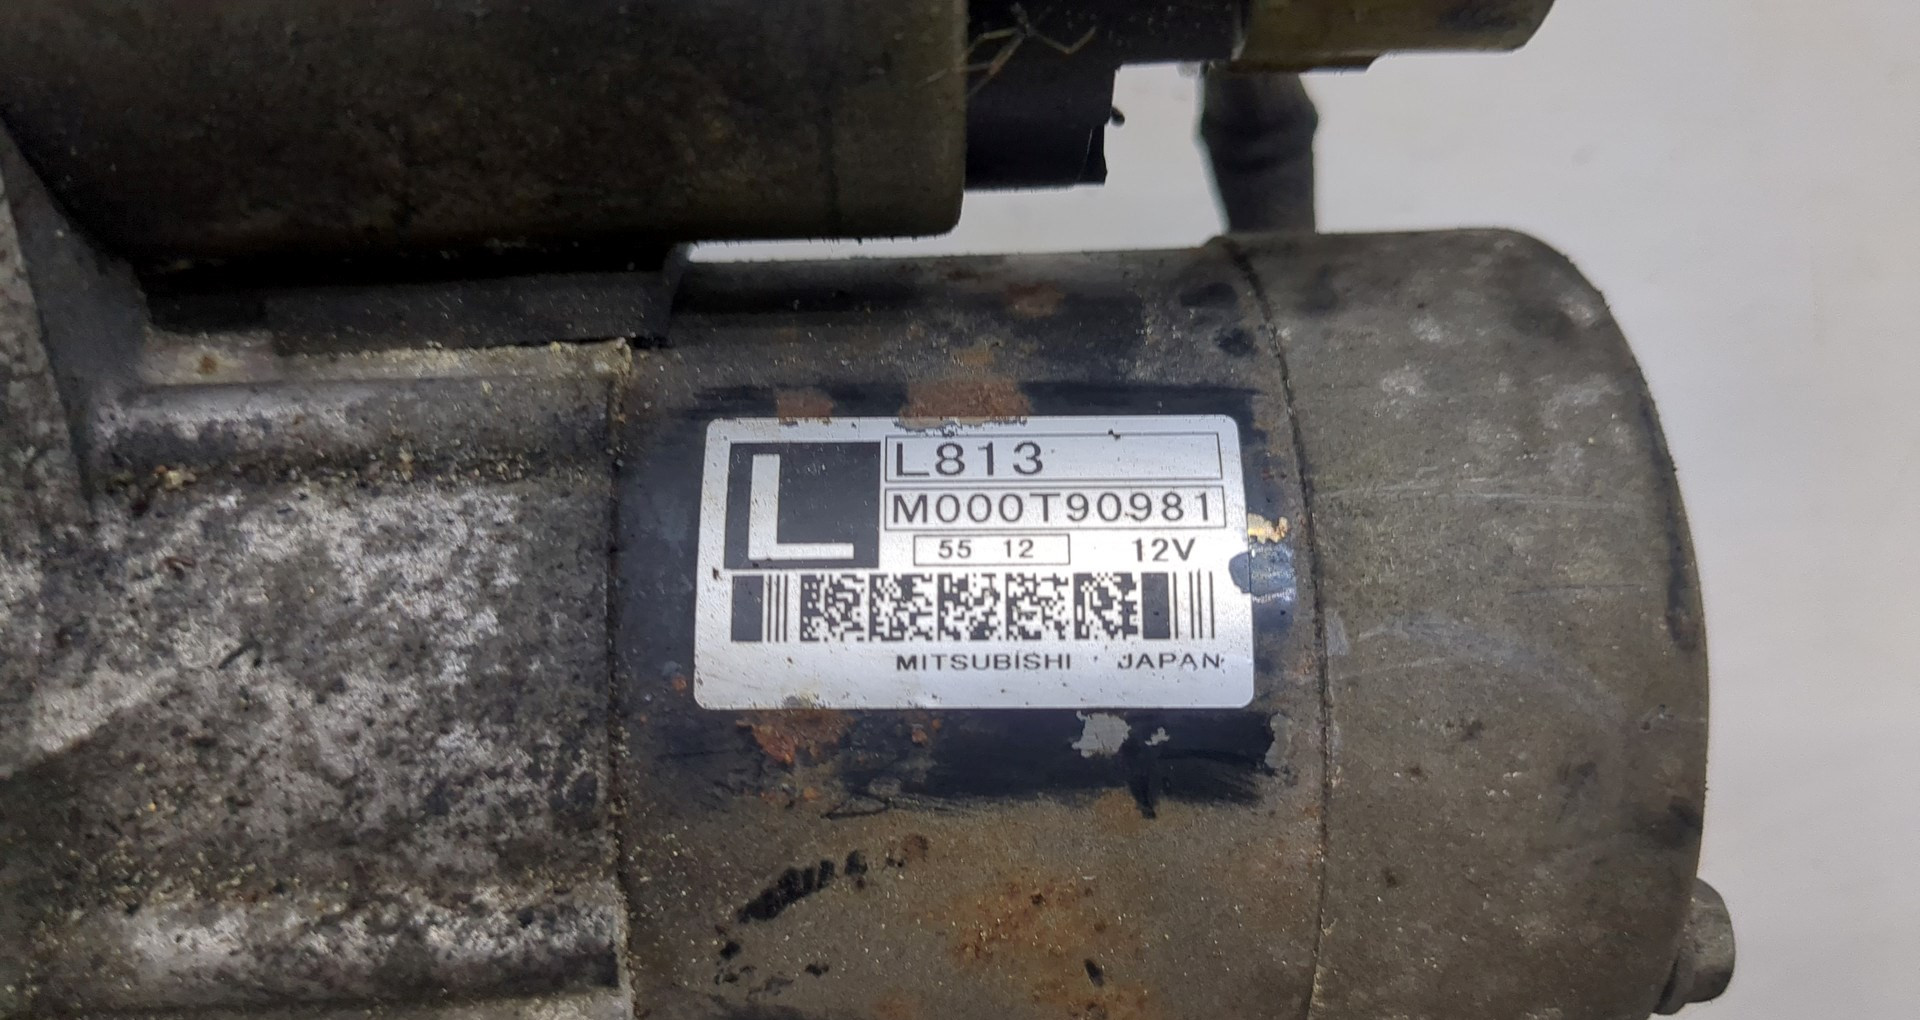 L
L813
M000T90981
55 12 12V
MITSUBISHI JAPAN